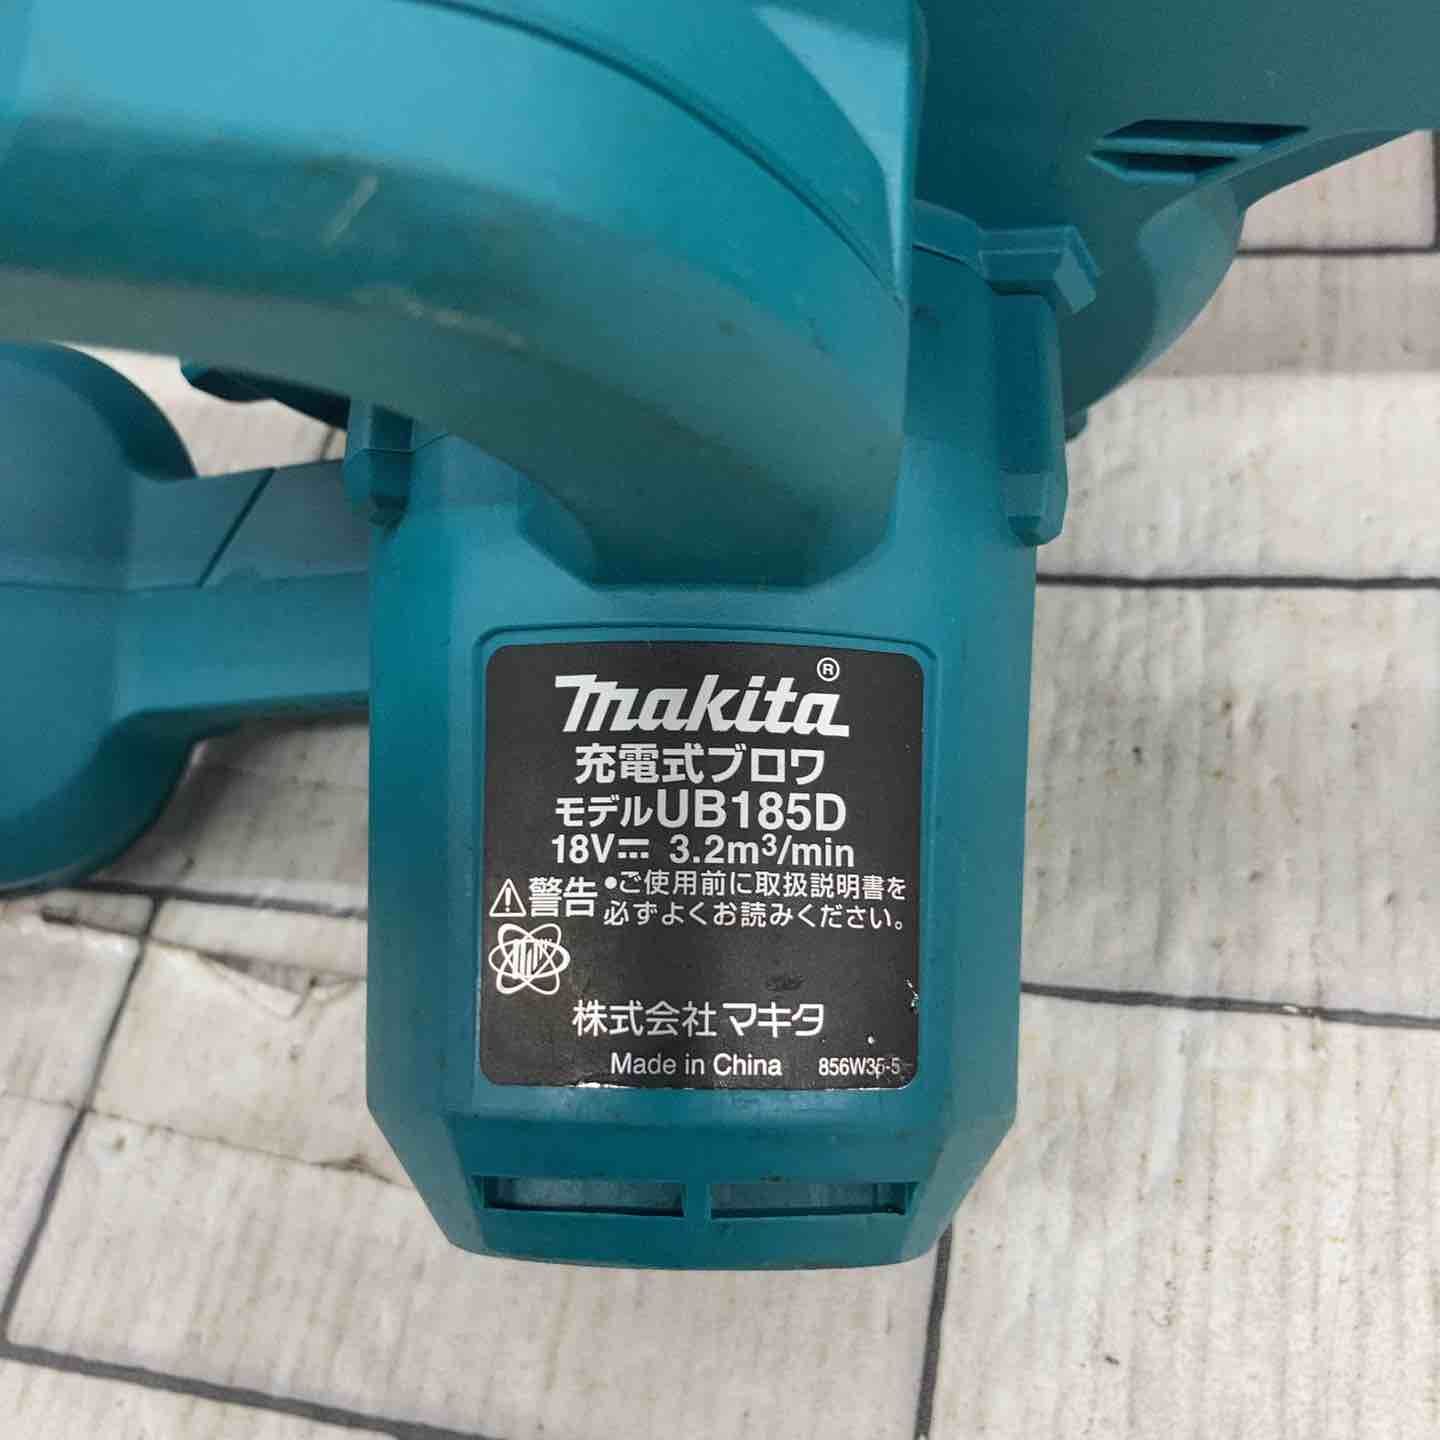 makita®
充電式ブロワ
モデルUB185D
18V⎓ 3.2m³/min
⚠警告 ●ご使用前に取扱説明書を
必ずよくお読みください。
株式会社マキタ
Made in China 856W35-5